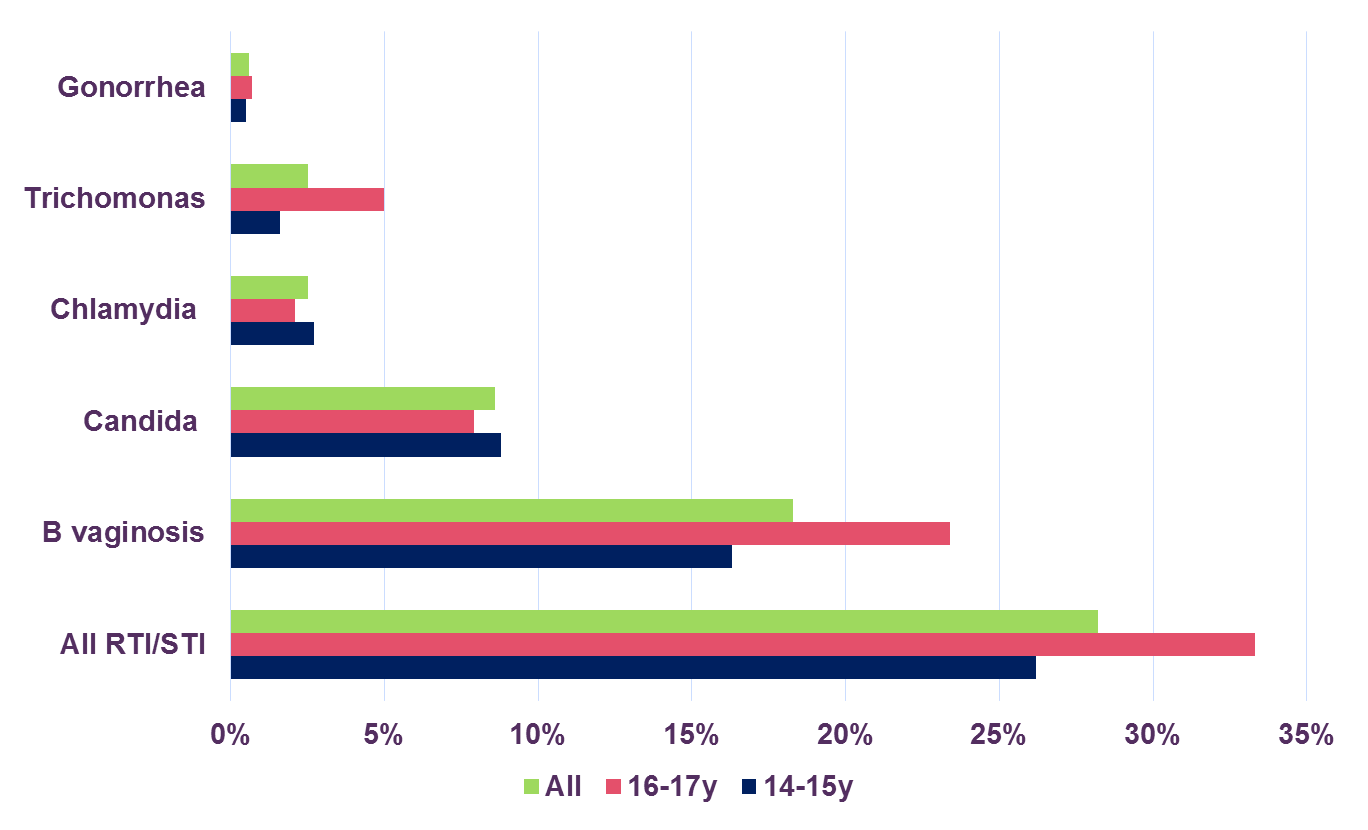 Gonorrhea
Trichomonas
Chlamydia
Candida
B vaginosis
All RTI/STI
0% 5% 10% 15% 20% 25% 30% 35%
All 16-17y 14-15y